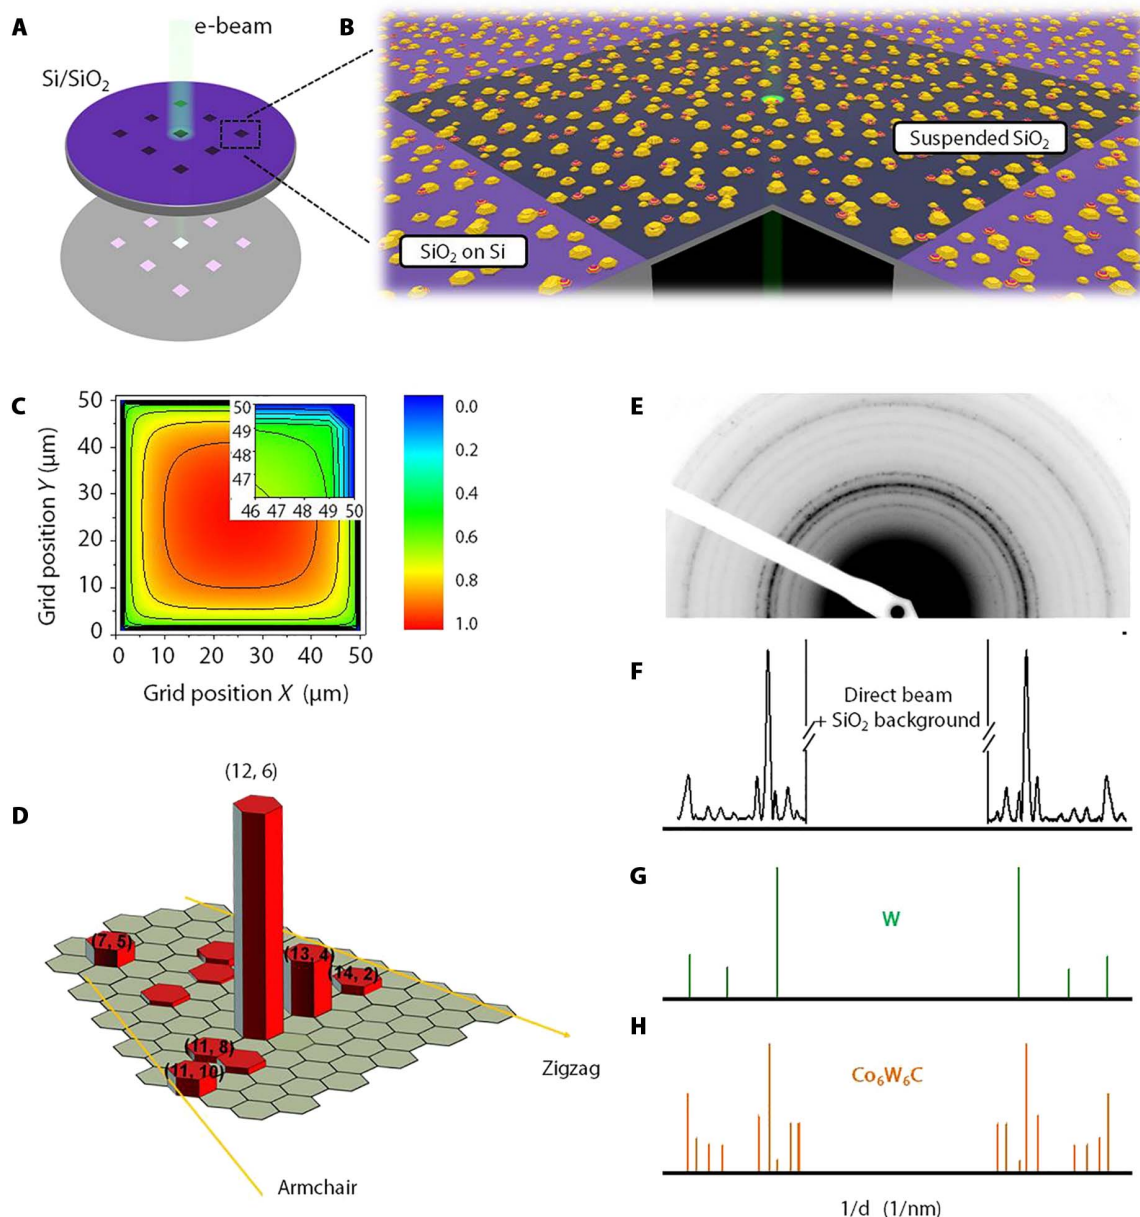 A
e-beam
Si/SiO₂
B
Suspended SiO₂
SiO₂ on Si
C
50
40
30
20
10
0
Grid position Y (μm)
0 10 20 30 40 50
Grid position X (μm)
50
49
48
47
46
46 47 48 49 50
0.0
0.2
0.4
0.6
0.8
1.0
D
(12, 6)
(7, 5)
(13, 4)
(14, 2)
(11, 8)
(11, 10)
Zigzag
Armchair
E
F
Direct beam
+ SiO₂ background
G
W
H
Co₆W₆C
1/d (1/nm)